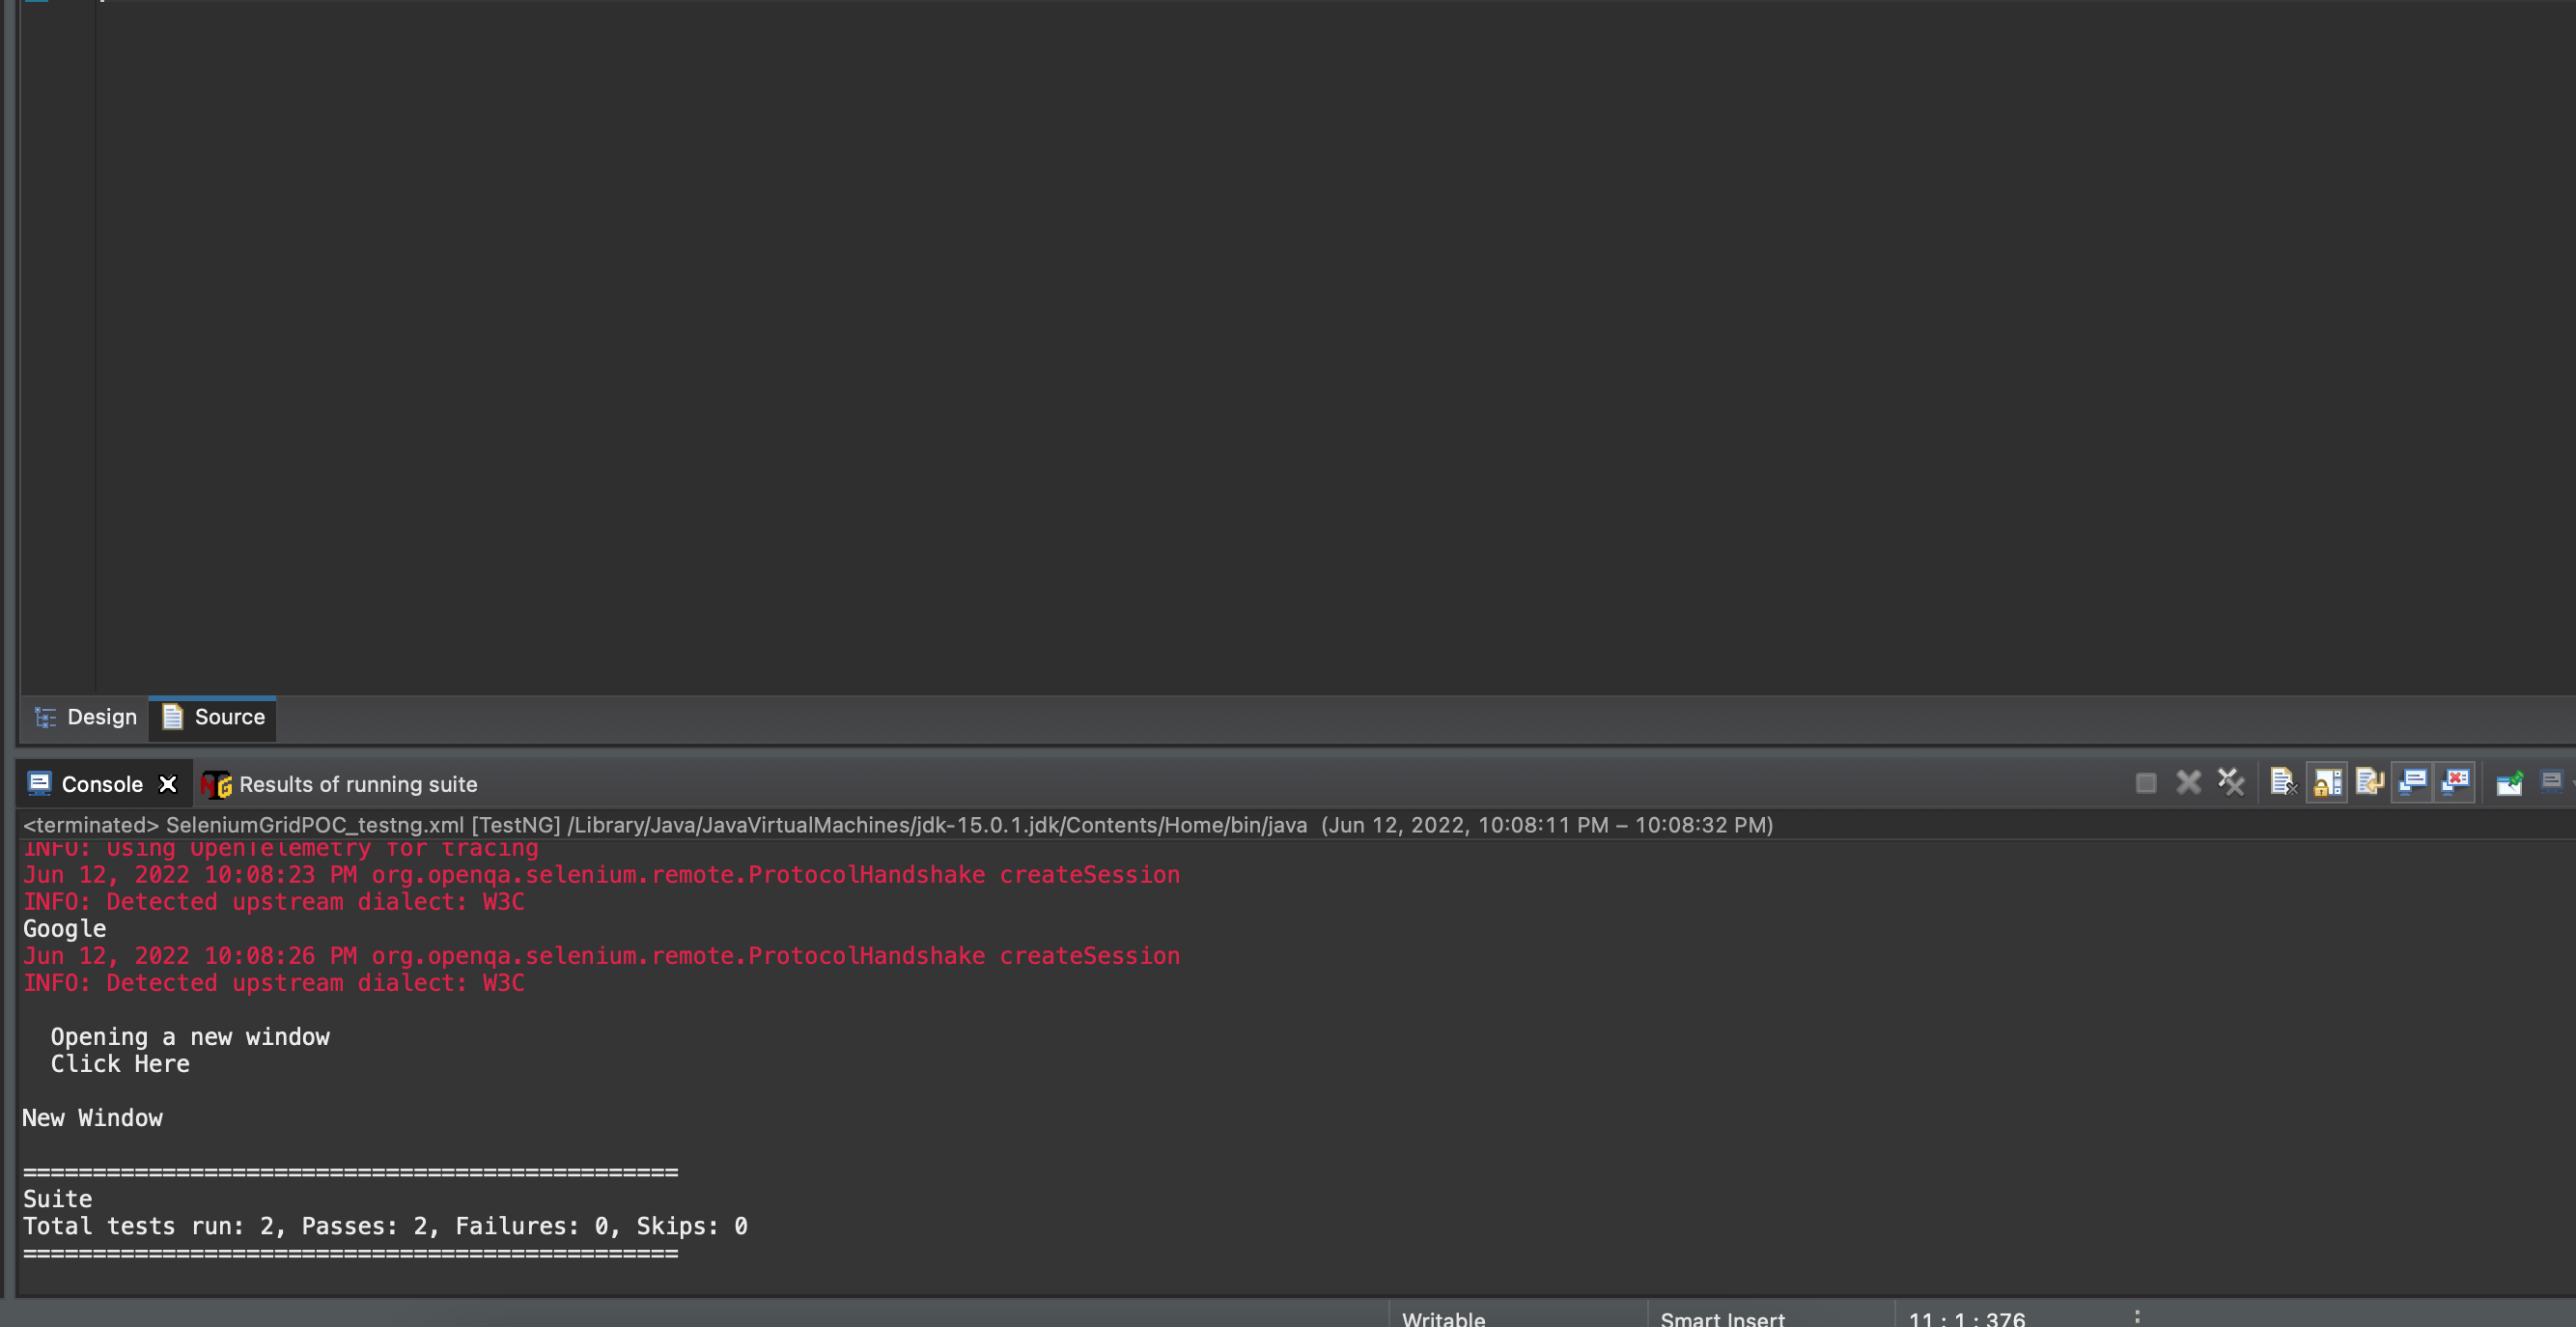 Design Source
Console Results of running suite
<terminated> SeleniumGridPOC_testng.xml [TestNG] /Library/Java/JavaVirtualMachines/jdk-15.0.1.jdk/Contents/Home/bin/java (Jun 12, 2022, 10:08:11 PM – 10:08:32 PM)
INFO: Using OpenTelemetry for tracing
Jun 12, 2022 10:08:23 PM org.openqa.selenium.remote.ProtocolHandshake createSession
INFO: Detected upstream dialect: W3C
Google
Jun 12, 2022 10:08:26 PM org.openqa.selenium.remote.ProtocolHandshake createSession
INFO: Detected upstream dialect: W3C
Opening a new window
Click Here
New Window
===============================================
Suite
Total tests run: 2, Passes: 2, Failures: 0, Skips: 0
===============================================
Writable Smart Insert 11 : 1 : 376